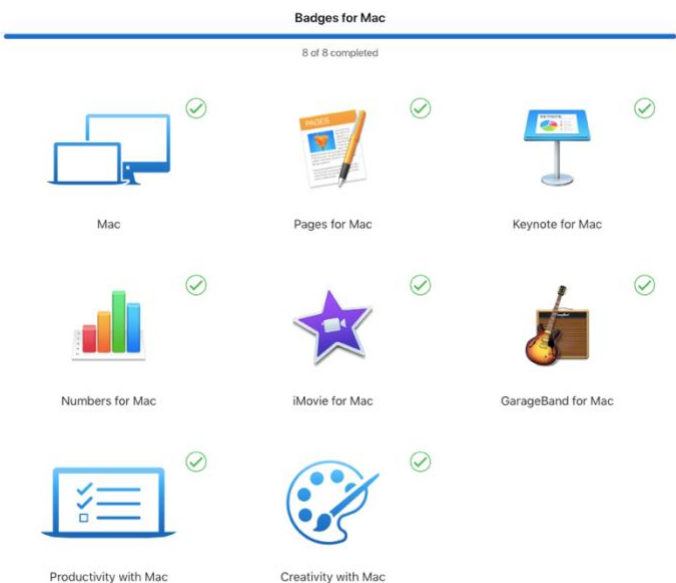 Badges for Mac
8 of 8 completed
Mac
PAGES
Pages for Mac
Keynote for Mac
Numbers for Mac
iMovie for Mac
GarageBand for Mac
Productivity with Mac
Creativity with Mac